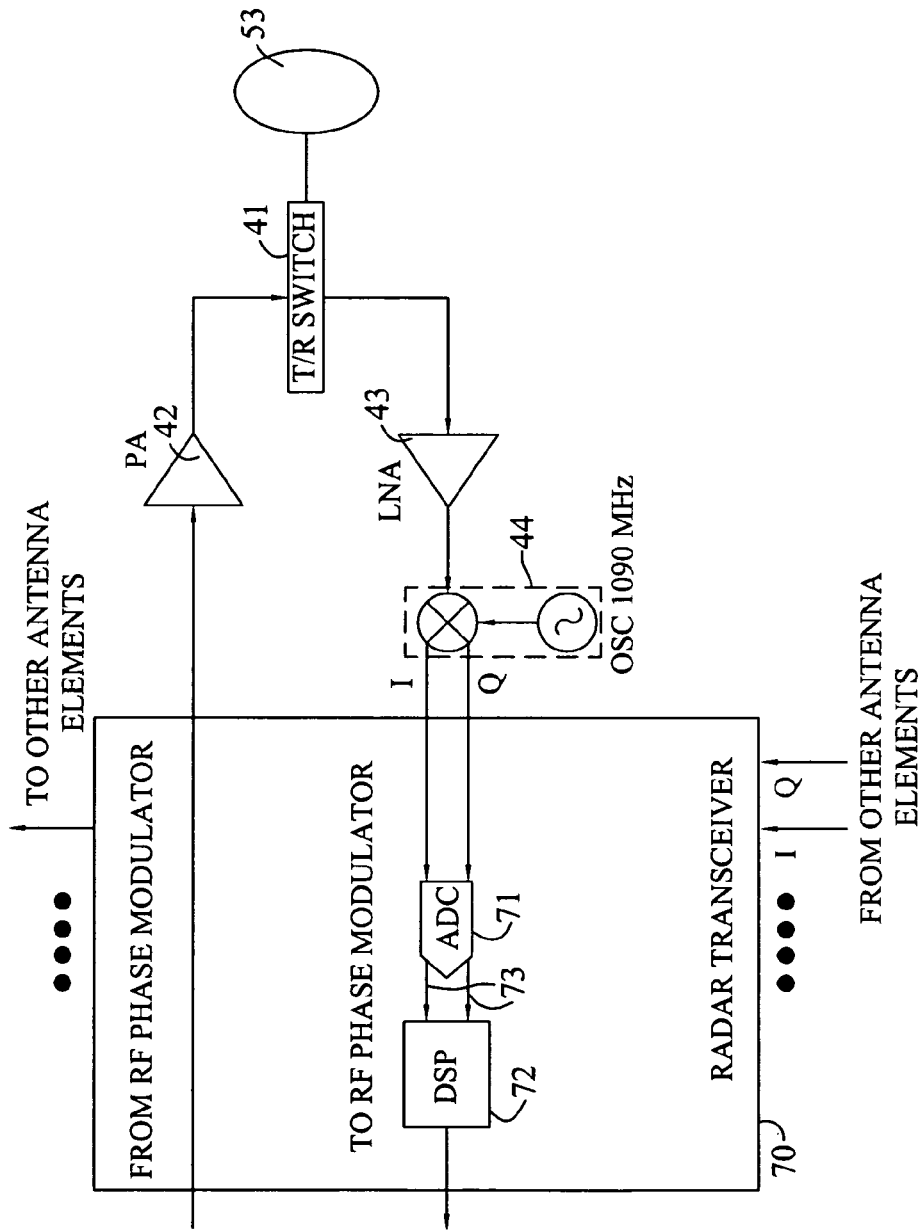 TO OTHER ANTENNA
ELEMENTS
FROM RF PHASE MODULATOR
PA
42
T/R SWITCH
41
53
LNA
43
44
OSC 1090 MHz
I
Q
TO RF PHASE MODULATOR
ADC
71
73
DSP
72
RADAR TRANSCEIVER
70
I
Q
FROM OTHER ANTENNA
ELEMENTS